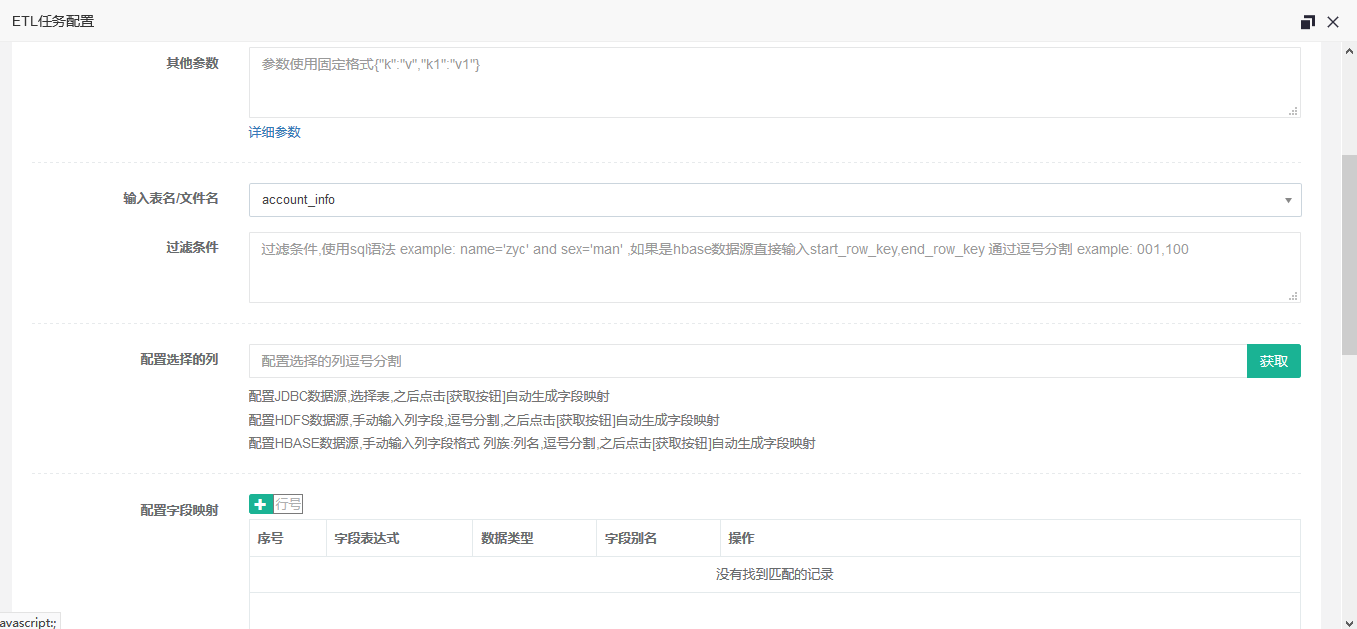 ETL任务配置
其他参数
参数使用固定格式{"k":"v","k1":"v1"}
详细参数
输入表名/文件名
account_info
过滤条件
过滤条件,使用sql语法 example: name='zyc' and sex='man' ,如果是hbase数据源直接输入start_row_key,end_row_key 通过逗号分割 example: 001,100
配置选择的列
配置选择的列逗号分割
获取
配置JDBC数据源,选择表,之后点击[获取按钮]自动生成字段映射
配置HDFS数据源,手动输入列字段,逗号分割,之后点击[获取按钮]自动生成字段映射
配置HBASE数据源,手动输入列字段格式 列族:列名,逗号分割,之后点击[获取按钮]自动生成字段映射
配置字段映射
行号
序号 字段表达式 数据类型 字段别名 操作
没有找到匹配的记录
avascript:;